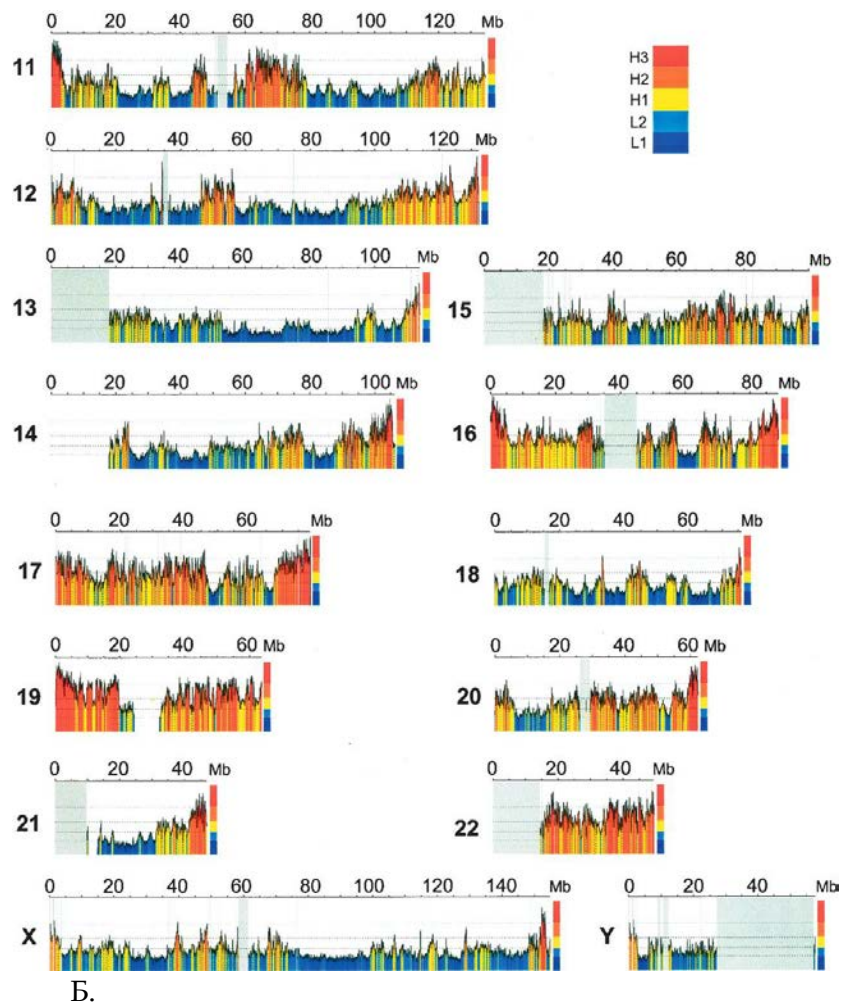 0 20 40 60 80 100 120 Mb
11
H3
H2
H1
L2
L1
0 20 40 60 80 100 120 Mb
12
0 20 40 60 80 100 Mb
13
0 20 40 60 80 Mb
15
0 20 40 60 80 100 Mb
14
0 20 40 60 80 Mb
16
0 20 40 60 Mb
17
0 20 40 60 Mb
18
0 20 40 60 Mb
19
0 20 40 60 Mb
20
0 20 40 Mb
21
0 20 40 Mb
22
0 20 40 60 80 100 120 140 Mb
X
0 20 40 Mb
Y
Б.